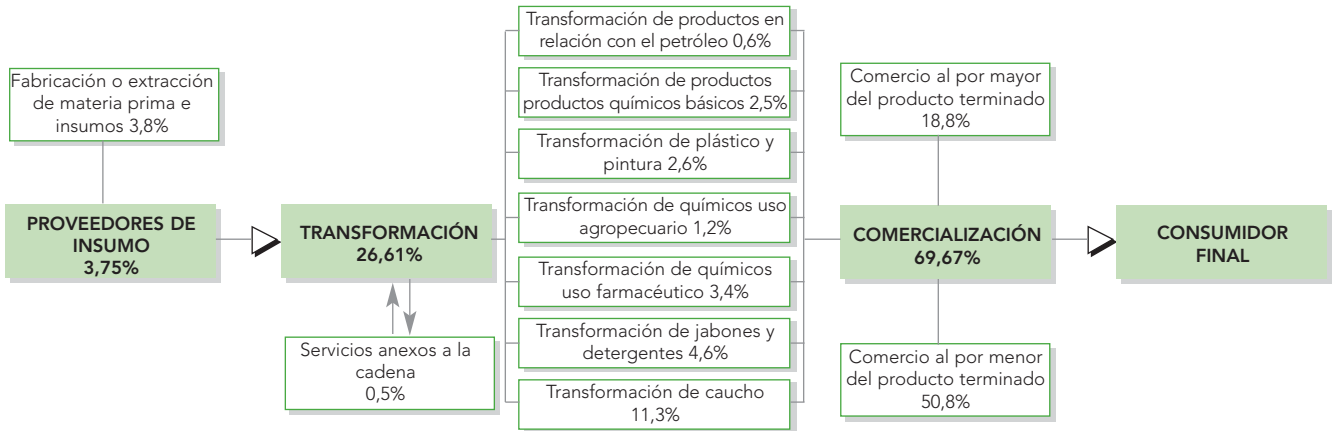 Fabricación o extracción
de materia prima e
insumos 3,8%
PROVEEDORES DE
INSUMO
3,75%
TRANSFORMACIÓN
26,61%
Servicios anexos a la
cadena
0,5%
Transformación de productos en
relación con el petróleo 0,6%
Transformación de productos
productos químicos básicos 2,5%
Transformación de plástico y
pintura 2,6%
Transformación de químicos uso
agropecuario 1,2%
Transformación de químicos
uso farmacéutico 3,4%
Transformación de jabones y
detergentes 4,6%
Transformación de caucho
11,3%
Comercio al por mayor
del producto terminado
18,8%
COMERCIALIZACIÓN
69,67%
Comercio al por menor
del producto terminado
50,8%
CONSUMIDOR
FINAL